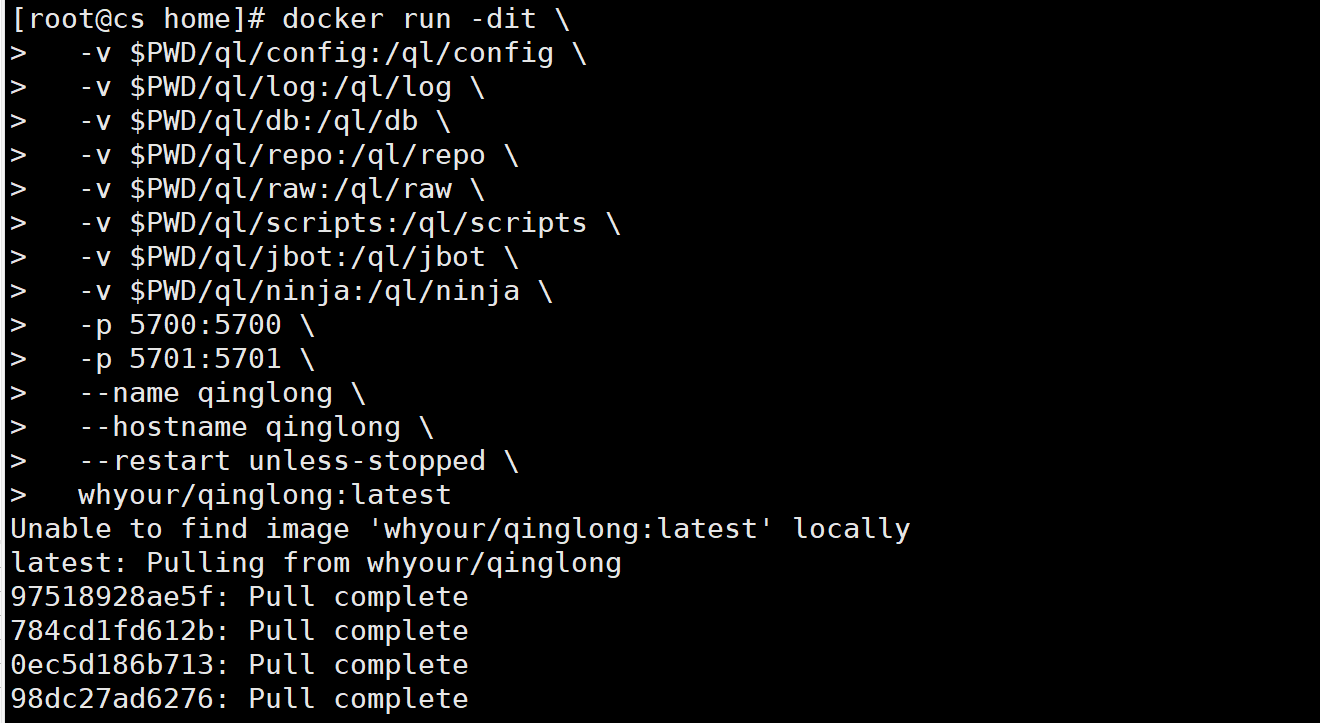 [root@cs home]# docker run -dit \
>   -v $PWD/ql/config:/ql/config \
>   -v $PWD/ql/log:/ql/log \
>   -v $PWD/ql/db:/ql/db \
>   -v $PWD/ql/repo:/ql/repo \
>   -v $PWD/ql/raw:/ql/raw \
>   -v $PWD/ql/scripts:/ql/scripts \
>   -v $PWD/ql/jbot:/ql/jbot \
>   -v $PWD/ql/ninja:/ql/ninja \
>   -p 5700:5700 \
>   -p 5701:5701 \
>   --name qinglong \
>   --hostname qinglong \
>   --restart unless-stopped \
>   whyour/qinglong:latest
Unable to find image 'whyour/qinglong:latest' locally
latest: Pulling from whyour/qinglong
97518928ae5f: Pull complete
784cd1fd612b: Pull complete
0ec5d186b713: Pull complete
98dc27ad6276: Pull complete